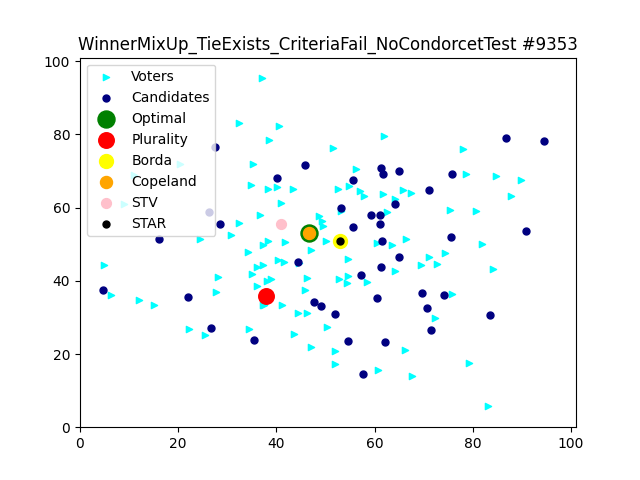 WinnerMixUp_TieExists_CriteriaFail_NoCondorcetTest #9353
100
80
60
40
20
0
0 20 40 60 80 100
Voters
Candidates
Optimal
Plurality
Borda
Copeland
STV
STAR